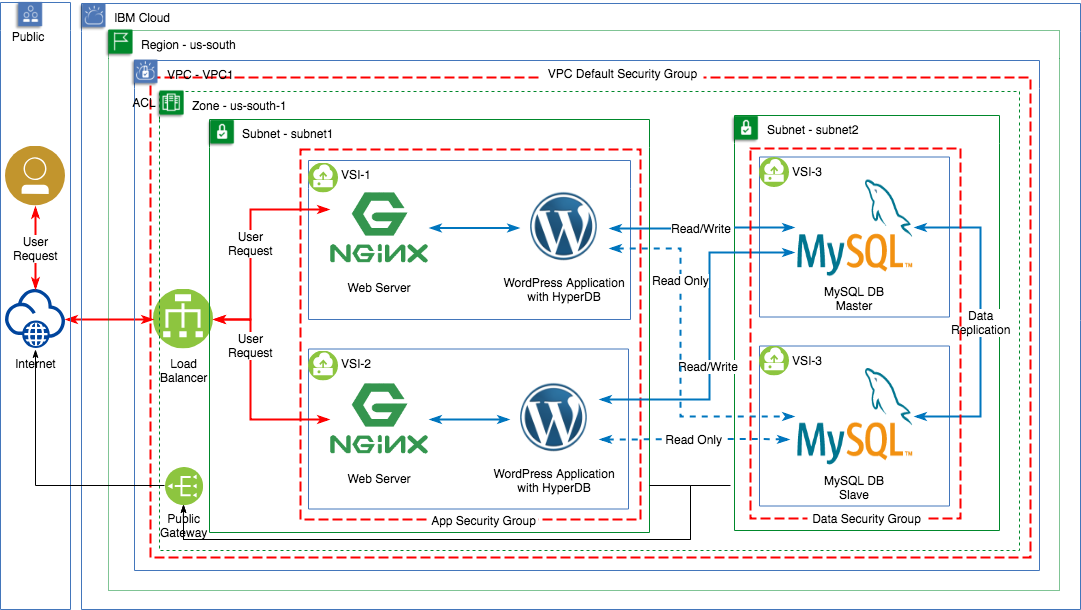 Public
IBM Cloud
Region - us-south
VPC - VPC1
VPC Default Security Group
ACL
Zone - us-south-1
Subnet - subnet1
Subnet - subnet2
VSI-1
NGiNX
Web Server
WordPress Application
with HyperDB
VSI-3
MySQL™
MySQL DB
Master
User
Request
Internet
User
Request
Load
Balancer
User
Request
Read/Write
Read Only
Read/Write
Read Only
Data
Replication
VSI-2
NGiNX
Web Server
WordPress Application
with HyperDB
VSI-3
MySQL™
MySQL DB
Slave
Public
Gateway
App Security Group
Data Security Group